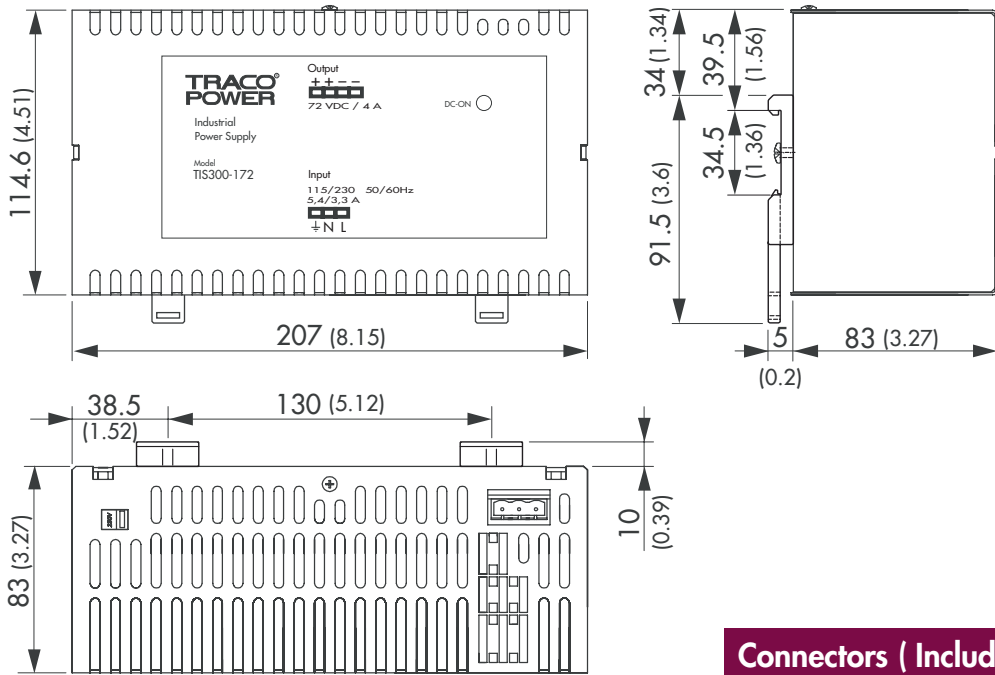 TRACO®
POWER
Industrial
Power Supply
Model
TIS300-172
Output
++--
72 VDC / 4 A
DC-ON
Input
115/230 50/60Hz
5,4/3,3 A
⏚ N L
114.6 (4.51)
207 (8.15)
34 (1.34)
39.5
(1.56)
34.5
(1.36)
91.5 (3.6)
5
(0.2)
83 (3.27)
38.5
(1.52)
130 (5.12)
10
(0.39)
83 (3.27)
230V
Connectors ( Includ